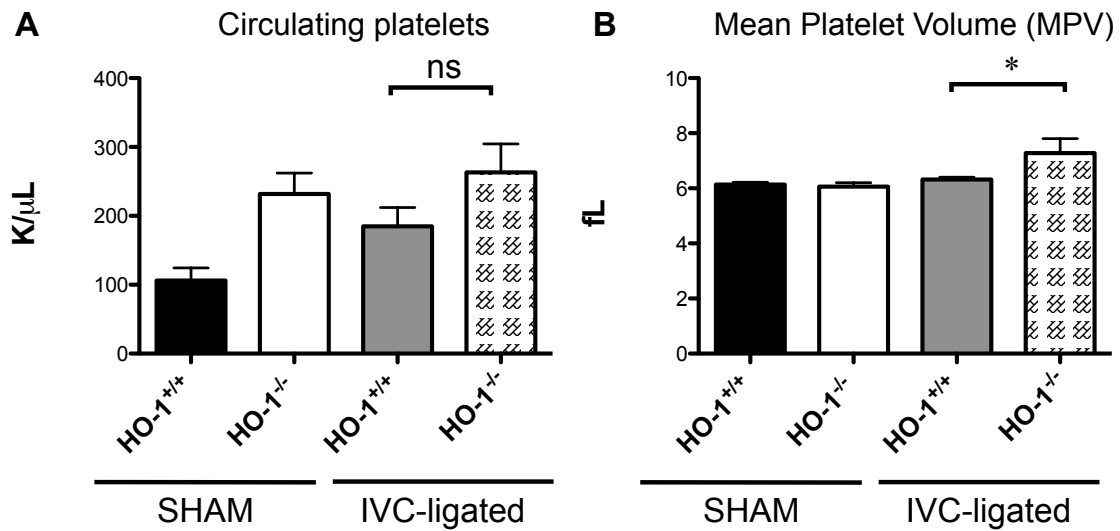 A Circulating platelets
ns
400
300
200
100
0
K/µL
HO-1+/+
HO-1-/-
HO-1+/+
HO-1-/-
SHAM IVC-ligated
B Mean Platelet Volume (MPV)
*
10
8
6
4
2
0
fL
HO-1+/+
HO-1-/-
HO-1+/+
HO-1-/-
SHAM IVC-ligated